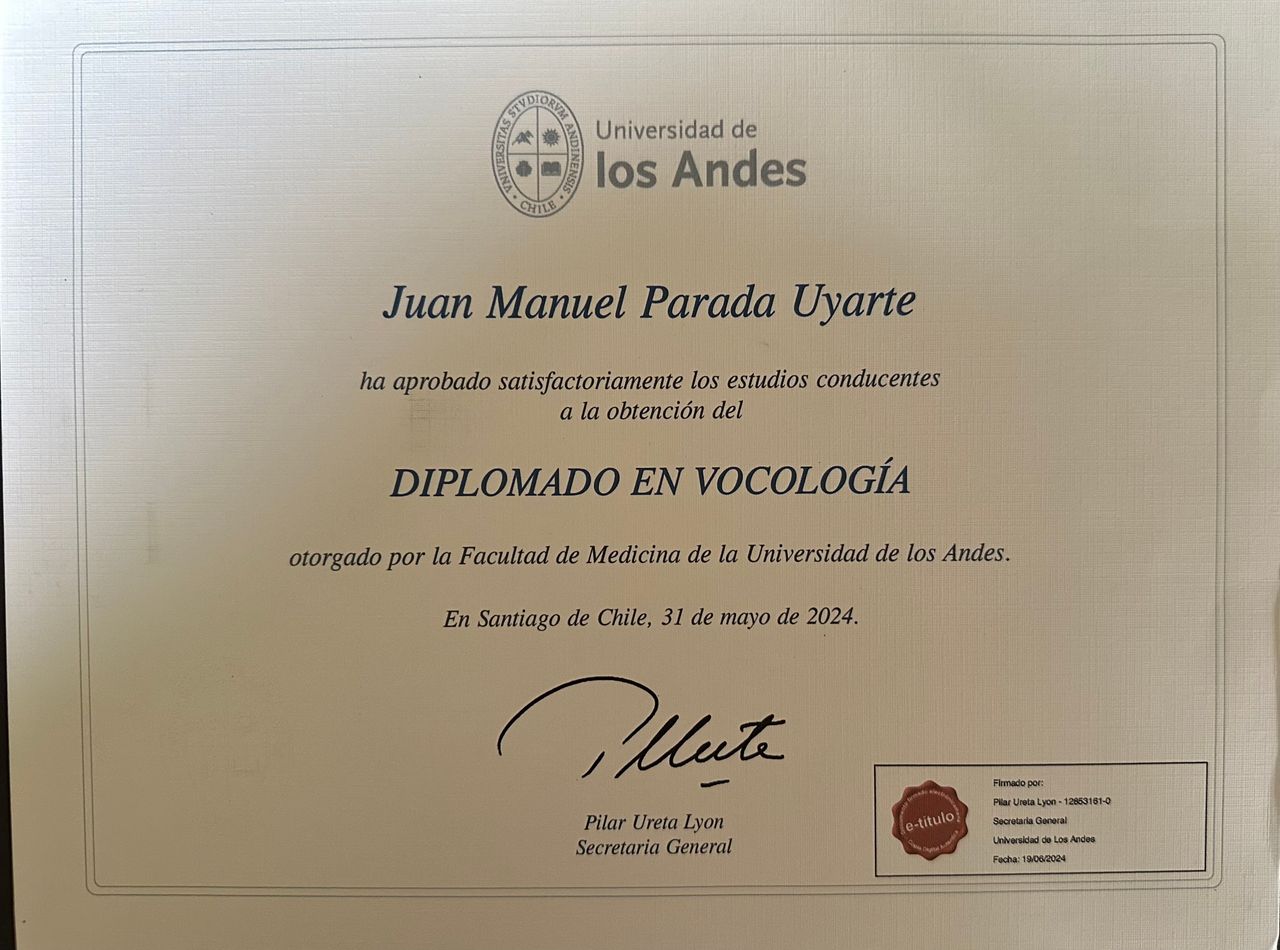 UNIVERSITAS STVDIORVM ANDINENSIS
CHILE
Universidad de
los Andes
Juan Manuel Parada Uyarte
ha aprobado satisfactoriamente los estudios conducentes
a la obtención del
DIPLOMADO EN VOCOLOGÍA
otorgado por la Facultad de Medicina de la Universidad de los Andes.
En Santiago de Chile, 31 de mayo de 2024.
Pilar Ureta Lyon
Secretaria General
e-titulo
Firmado por:
Pilar Ureta Lyon - 12853161-0
Secretaria General
Universidad de Los Andes
Fecha: 19/06/2024